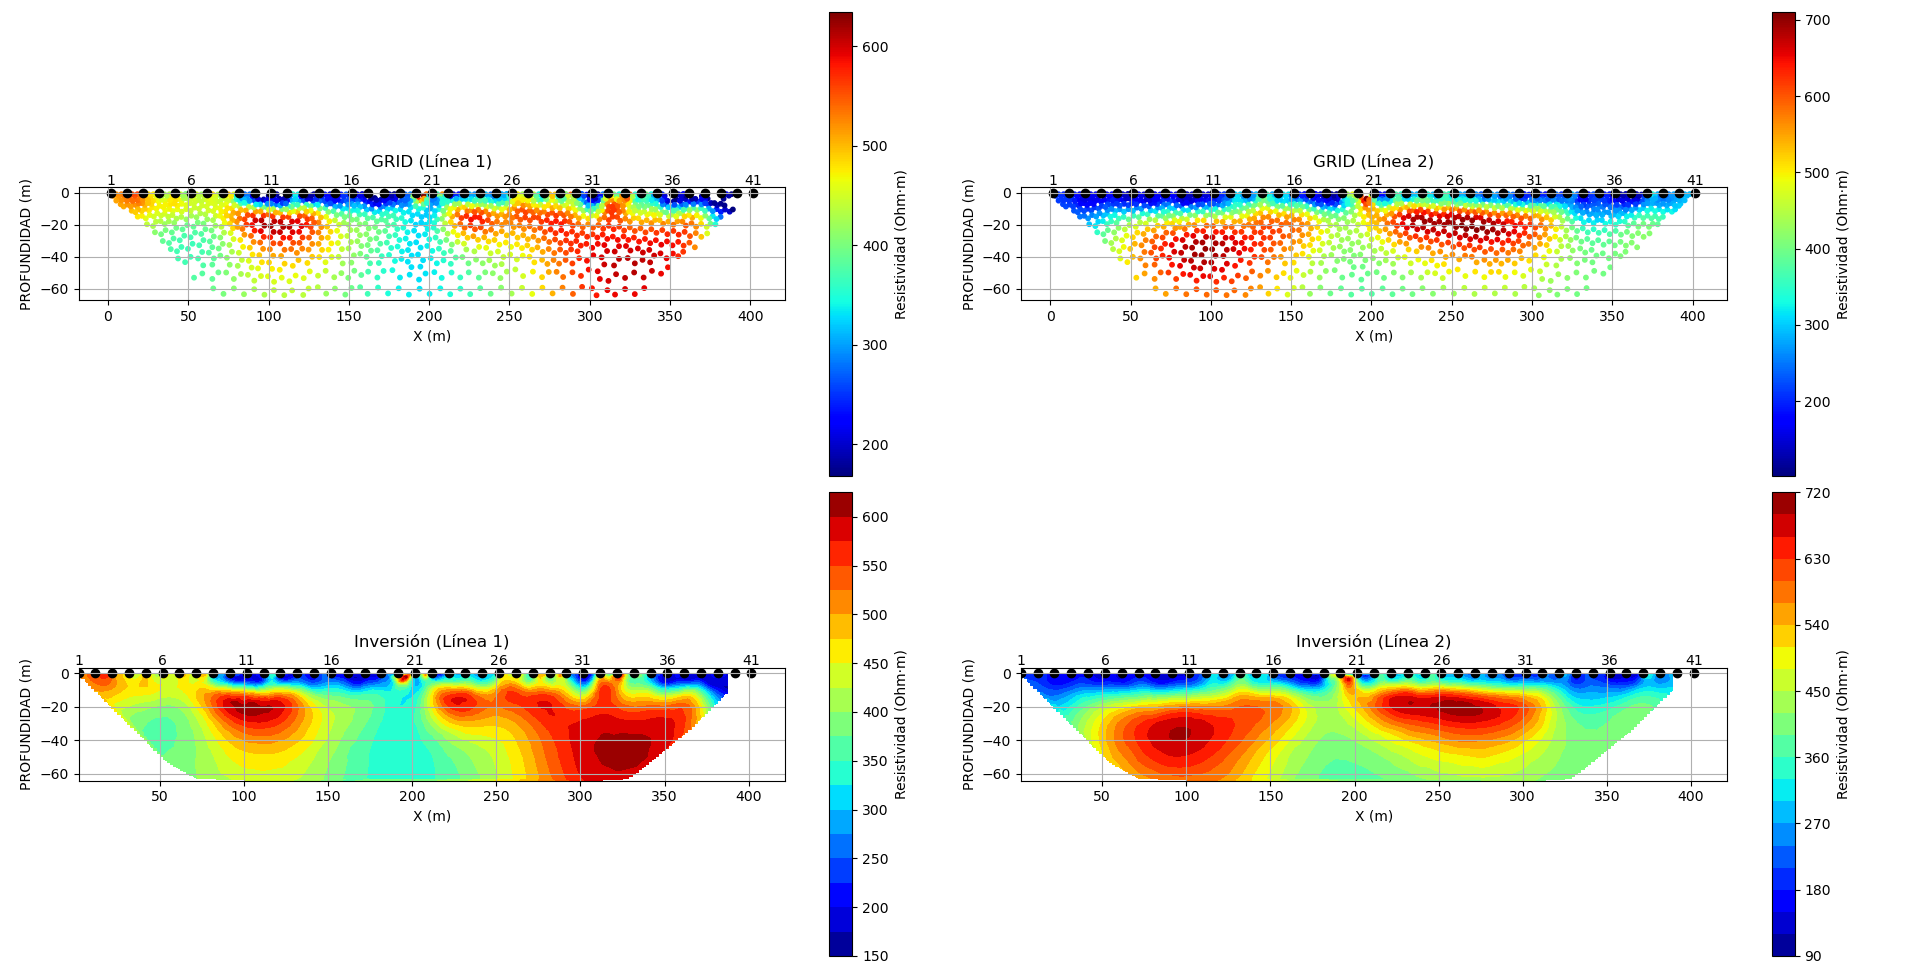 GRID (Línea 1)
1 6 11 16 21 26 31 36 41
0
−20
−40
−60
PROFUNDIDAD (m)
0 50 100 150 200 250 300 350 400
X (m)
600
500
400
300
200
Resistividad (Ohm·m)
GRID (Línea 2)
1 6 11 16 21 26 31 36 41
0
−20
−40
−60
PROFUNDIDAD (m)
0 50 100 150 200 250 300 350 400
X (m)
700
600
500
400
300
200
Resistividad (Ohm·m)
Inversión (Línea 1)
1 6 11 16 21 26 31 36 41
0
−20
−40
−60
PROFUNDIDAD (m)
50 100 150 200 250 300 350 400
X (m)
600
550
500
450
400
350
300
250
200
150
Resistividad (Ohm·m)
Inversión (Línea 2)
1 6 11 16 21 26 31 36 41
0
−20
−40
−60
PROFUNDIDAD (m)
50 100 150 200 250 300 350 400
X (m)
720
630
540
450
360
270
180
90
Resistividad (Ohm·m)